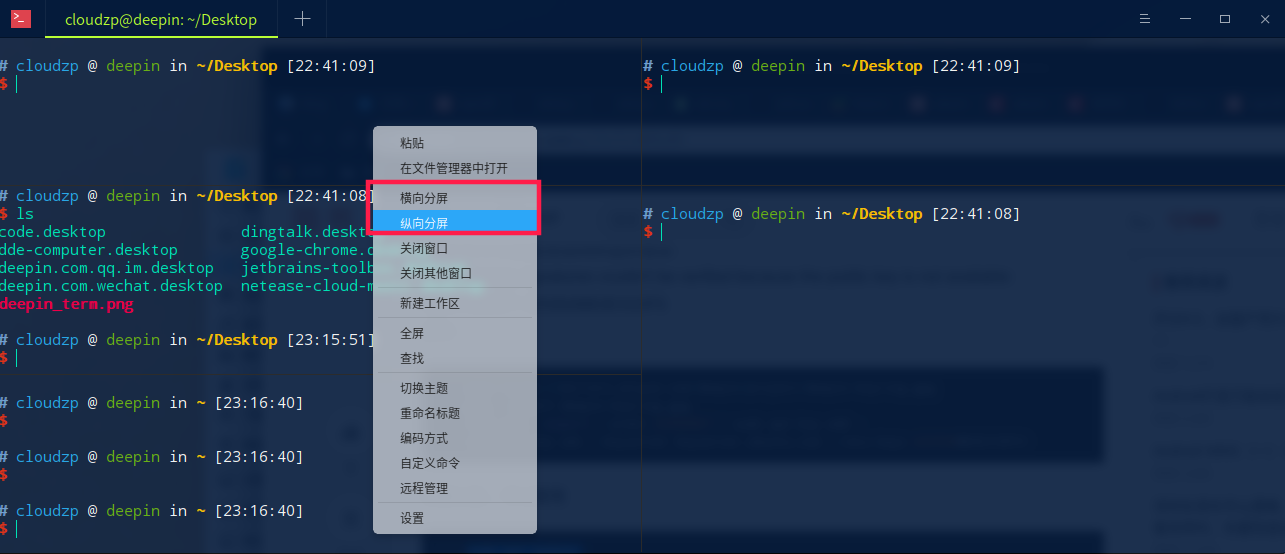 cloudzp@deepin: ~/Desktop
# cloudzp @ deepin in ~/Desktop [22:41:09]
$
# cloudzp @ deepin in ~/Desktop [22:41:09]
$
# cloudzp @ deepin in ~/Desktop [22:41:08]
$ ls
code.desktop dingtalk.deskt
dde-computer.desktop google-chrome.
deepin.com.qq.im.desktop jetbrains-toolb
deepin.com.wechat.desktop netease-cloud-m
deepin_term.png
# cloudzp @ deepin in ~/Desktop [23:15:51]
$
# cloudzp @ deepin in ~/Desktop [22:41:08]
$
# cloudzp @ deepin in ~ [23:16:40]
$
# cloudzp @ deepin in ~ [23:16:40]
$
# cloudzp @ deepin in ~ [23:16:40]
$
粘贴
在文件管理器中打开
横向分屏
纵向分屏
关闭窗口
关闭其他窗口
新建工作区
全屏
查找
切换主题
重命名标题
编码方式
自定义命令
远程管理
设置